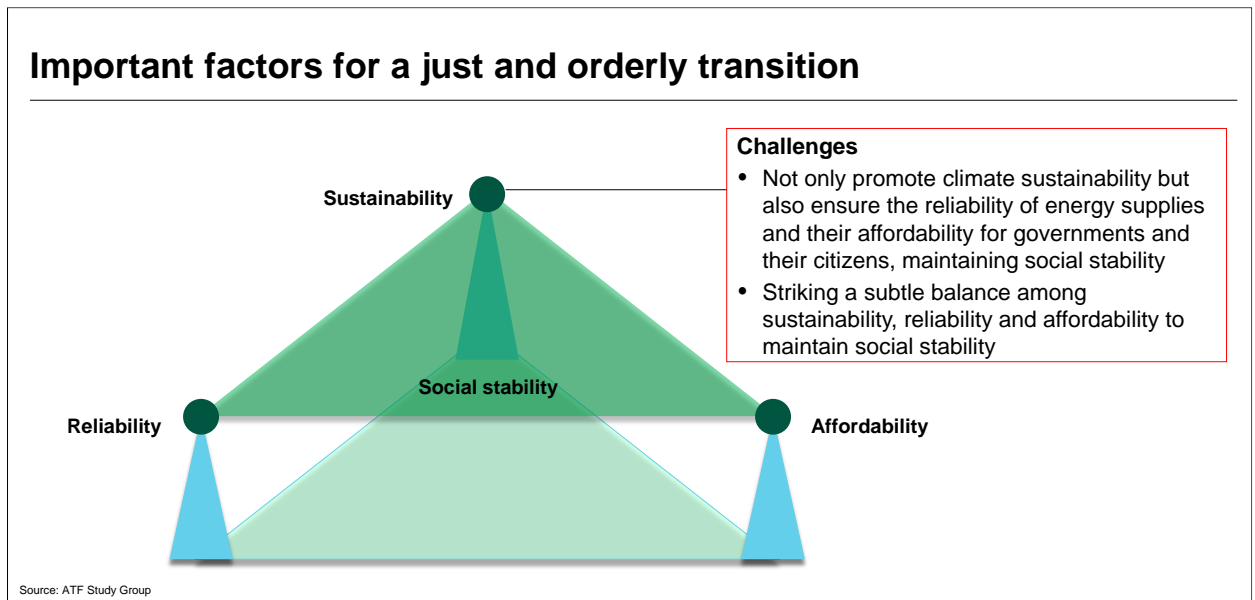 Important factors for a just and orderly transition
Challenges
• Not only promote climate sustainability but
also ensure the reliability of energy supplies
and their affordability for governments and
their citizens, maintaining social stability
• Striking a subtle balance among
sustainability, reliability and affordability to
maintain social stability
Sustainability
Social stability
Reliability
Affordability
Source: ATF Study Group